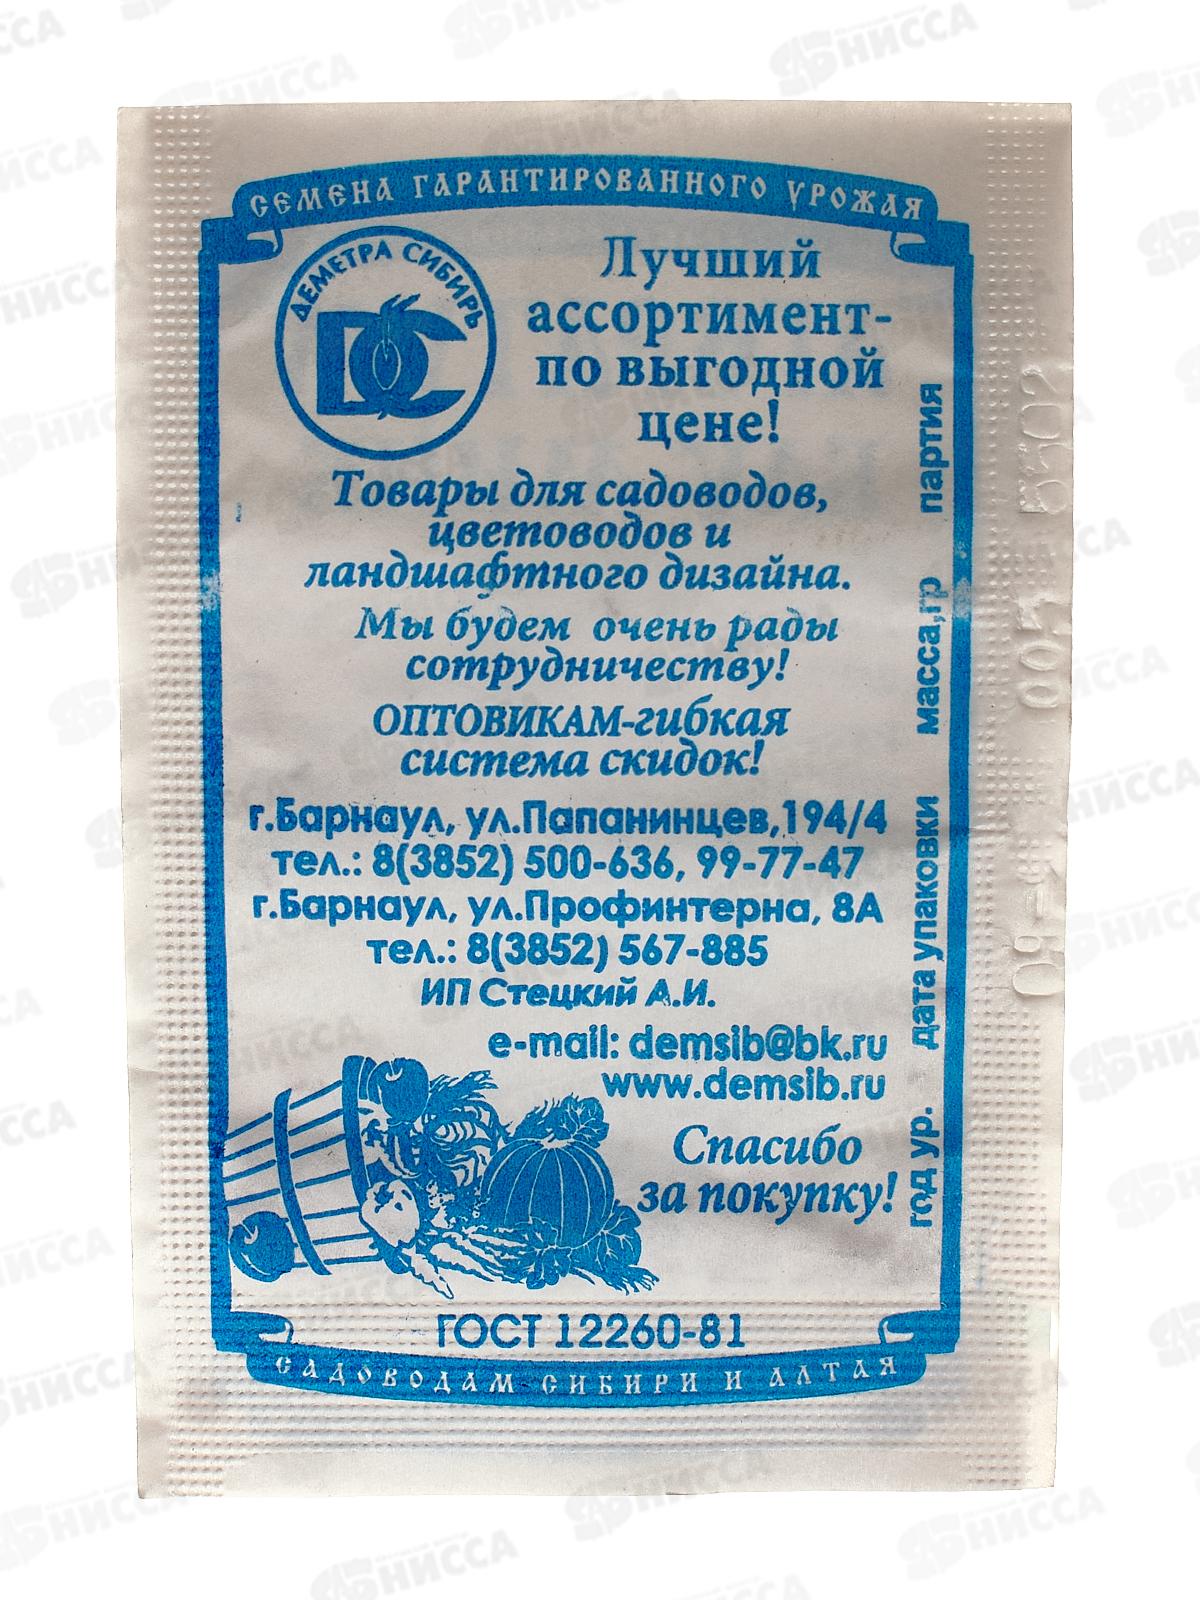 СЕМЕНА ГАРАНТИРОВАННОГО УРОЖАЯ
ДЕМЕТРА СИБИРЬ
DC
Лучший
ассортимент-
по выгодной
цене!
Товары для садоводов,
цветоводов и
ландшафтного дизайна.
Мы будем очень рады
сотрудничеству!
ОПТОВИКАМ-гибкая
система скидок!
г.Барнаул, ул.Папанинцев,194/4
тел.: 8(3852) 500-636, 99-77-47
г.Барнаул, ул.Профинтерна, 8А
тел.: 8(3852) 567-885
ИП Стецкий А.И.
e-mail: demsib@bk.ru
www.demsib.ru
Спасибо
за покупку!
год ур. дата упаковки масса,гр партия
ГОСТ 12260-81
САДОВОДАМ СИБИРИ И АЛТАЯ